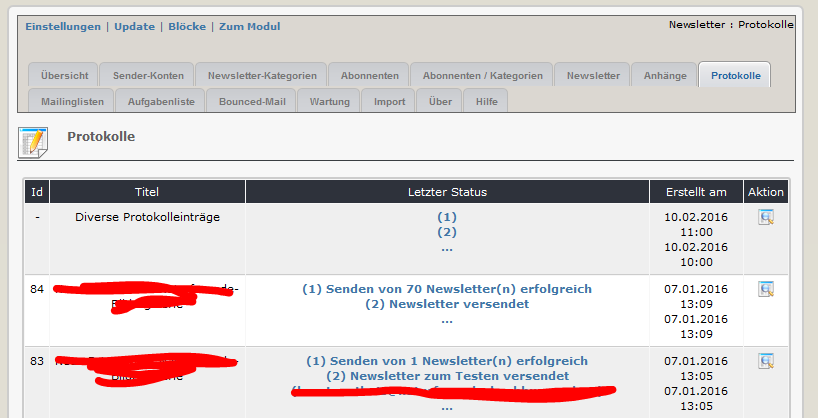 Einstellungen | Update | Blöcke | Zum Modul
Newsletter : Protokolle
Übersicht Sender-Konten Newsletter-Kategorien Abonnenten Abonnenten / Kategorien Newsletter Anhänge Protokolle
Mailinglisten Aufgabenliste Bounced-Mail Wartung Import Über Hilfe
Protokolle
Id Titel Letzter Status Erstellt am Aktion
- Diverse Protokolleinträge (1) 10.02.2016
(2) 11:00
... 10.02.2016
10:00
84 (1) Senden von 70 Newsletter(n) erfolgreich 07.01.2016
(2) Newsletter versendet 13:09
... 07.01.2016
13:09
83 (1) Senden von 1 Newsletter(n) erfolgreich 07.01.2016
(2) Newsletter zum Testen versendet 13:05
07.01.2016
... 13:05